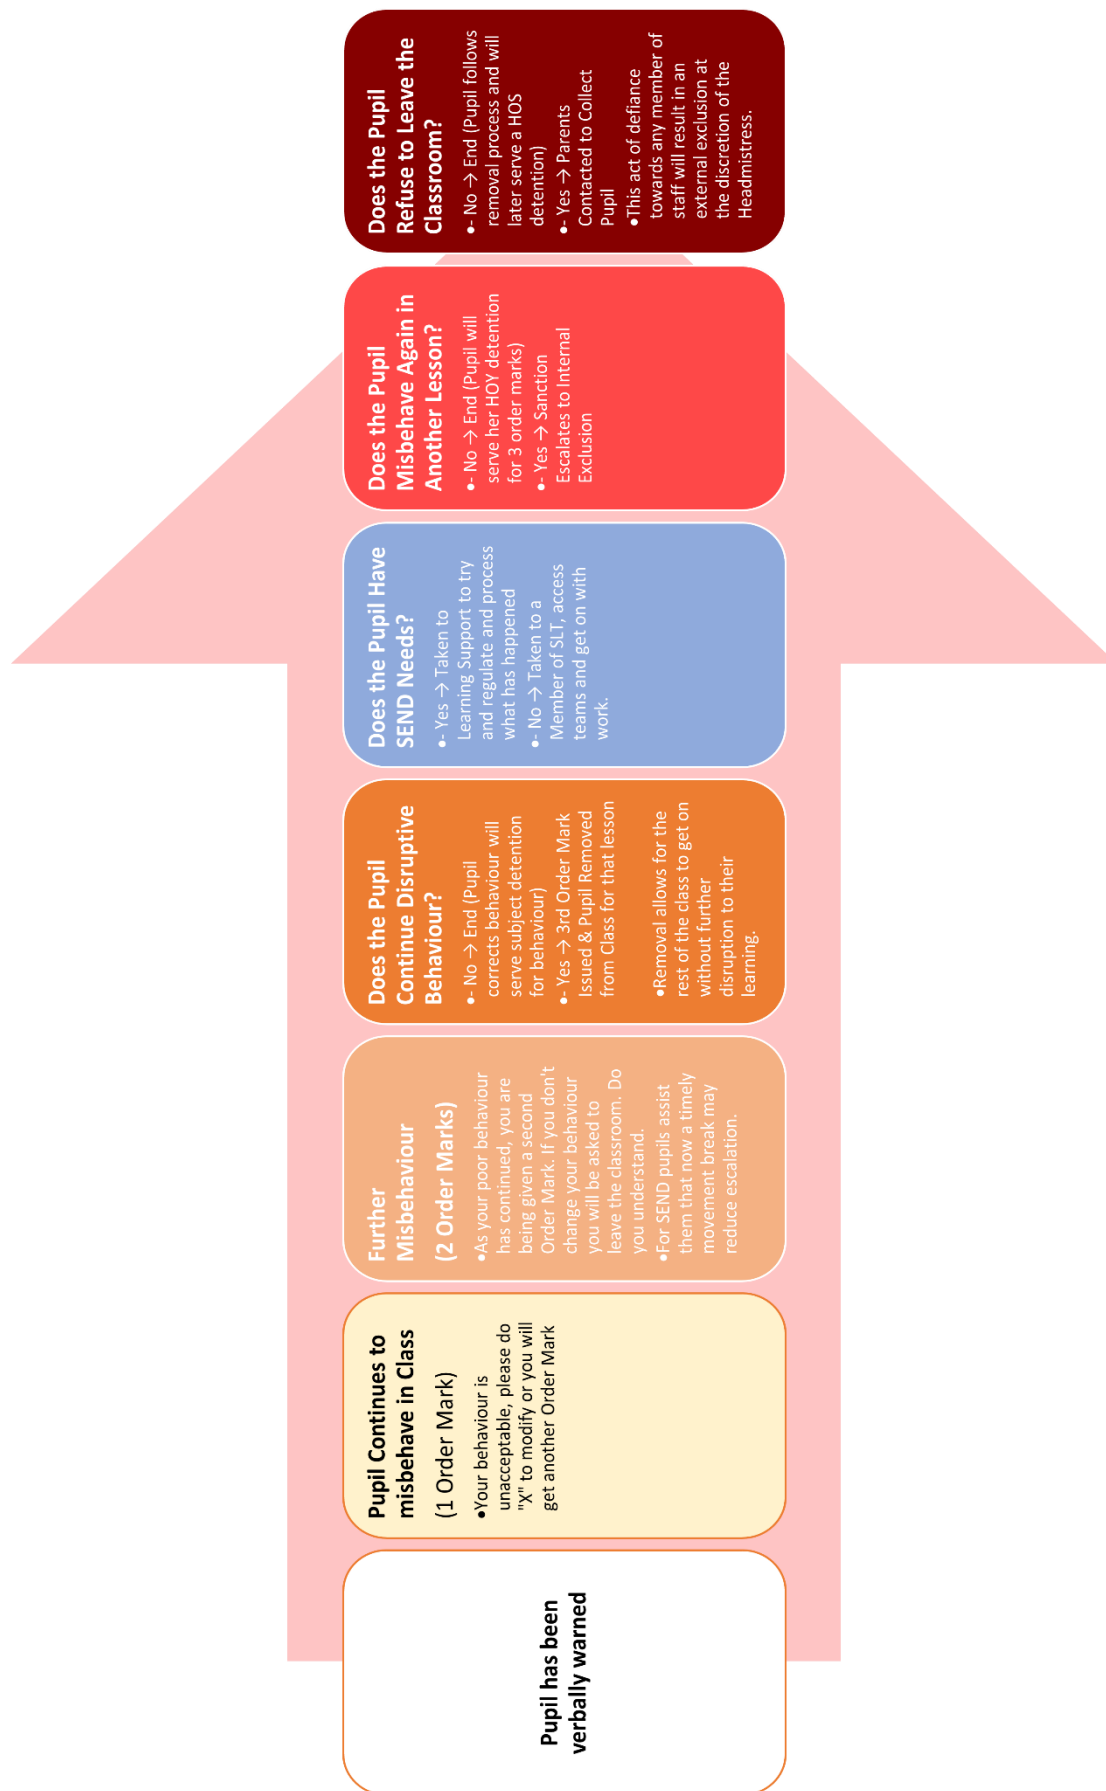 Pupil has been
verbally warned
Pupil Continues to
misbehave in Class
(1 Order Mark)
•Your behaviour is
unacceptable, please do
"X" to modify or you will
get another Order Mark
Further
Misbehaviour
(2 Order Marks)
•As your poor behaviour
has continued, you are
being given a second
Order Mark. If you don't
change your behaviour
you will be asked to
leave the classroom. Do
you understand.
•For SEND pupils assist
them that now a timely
movement break may
reduce escalation.
Does the Pupil
Continue Disruptive
Behaviour?
•- No → End (Pupil
corrects behaviour will
serve subject detention
for behaviour)
•- Yes → 3rd Order Mark
Issued & Pupil Removed
from Class for that lesson
•Removal allows for the
rest of the class to get on
without further
disruption to their
learning.
Does the Pupil Have
SEND Needs?
•- Yes → Taken to
Learning Support to try
and regulate and process
what has happened
•- No → Taken to a
Member of SLT, access
teams and get on with
work.
Does the Pupil
Misbehave Again in
Another Lesson?
•- No → End (Pupil will
serve her HOY detention
for 3 order marks)
•- Yes → Sanction
Escalates to Internal
Exclusion
Does the Pupil
Refuse to Leave the
Classroom?
•- No → End (Pupil follows
removal process and will
later serve a HOS
detention)
•- Yes → Parents
Contacted to Collect
Pupil
•This act of defiance
towards any member of
staff will result in an
external exclusion at
the discretion of the
Headmistress.